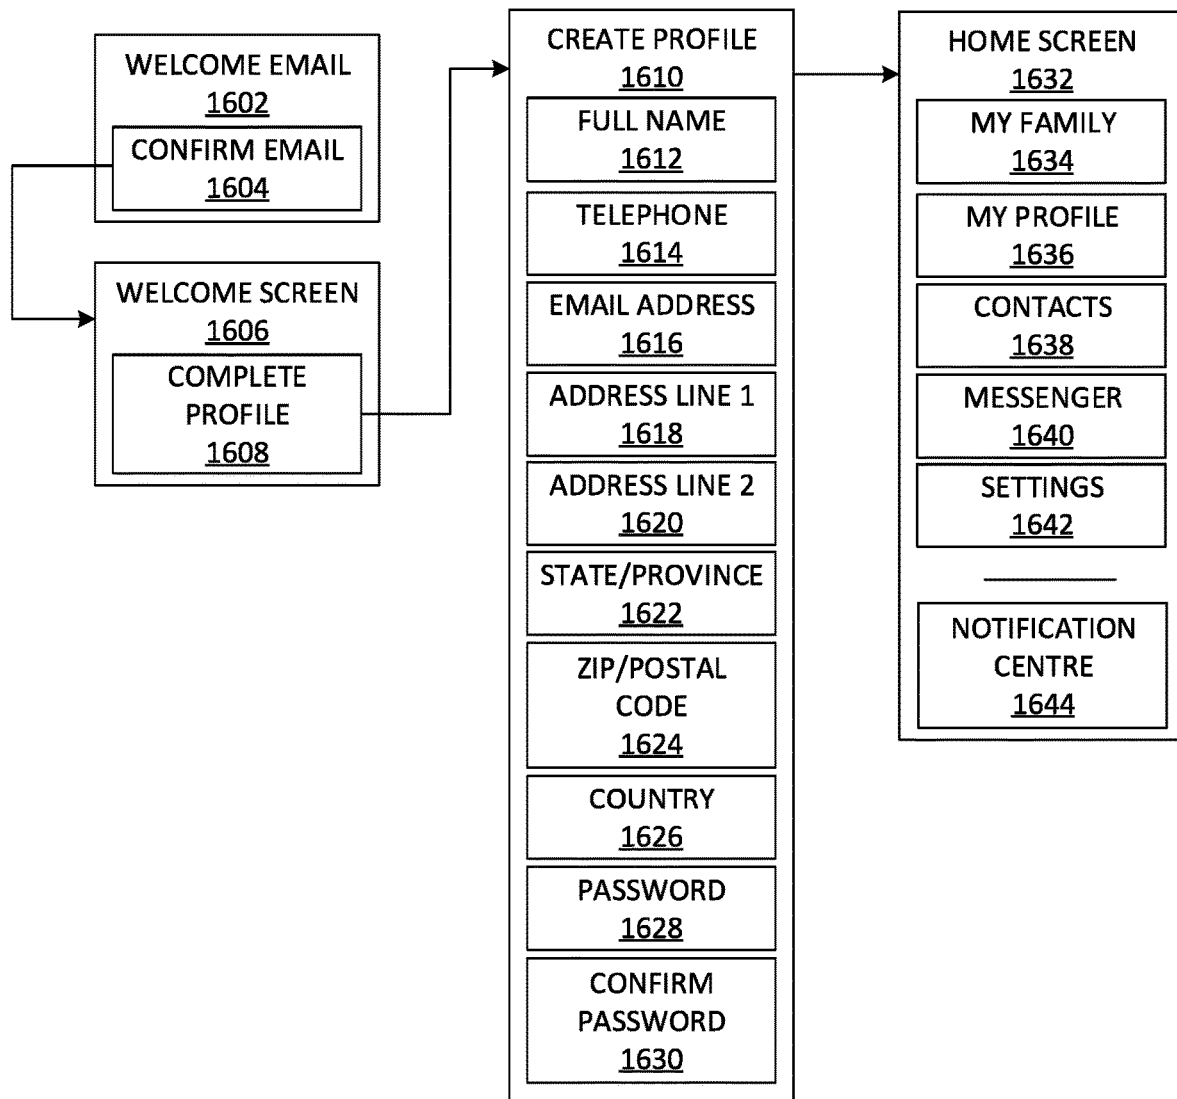 WELCOME EMAIL
1602
CONFIRM EMAIL
1604
WELCOME SCREEN
1606
COMPLETE
PROFILE
1608
CREATE PROFILE
1610
FULL NAME
1612
TELEPHONE
1614
EMAIL ADDRESS
1616
ADDRESS LINE 1
1618
ADDRESS LINE 2
1620
STATE/PROVINCE
1622
ZIP/POSTAL
CODE
1624
COUNTRY
1626
PASSWORD
1628
CONFIRM
PASSWORD
1630
HOME SCREEN
1632
MY FAMILY
1634
MY PROFILE
1636
CONTACTS
1638
MESSENGER
1640
SETTINGS
1642
NOTIFICATION
CENTRE
1644